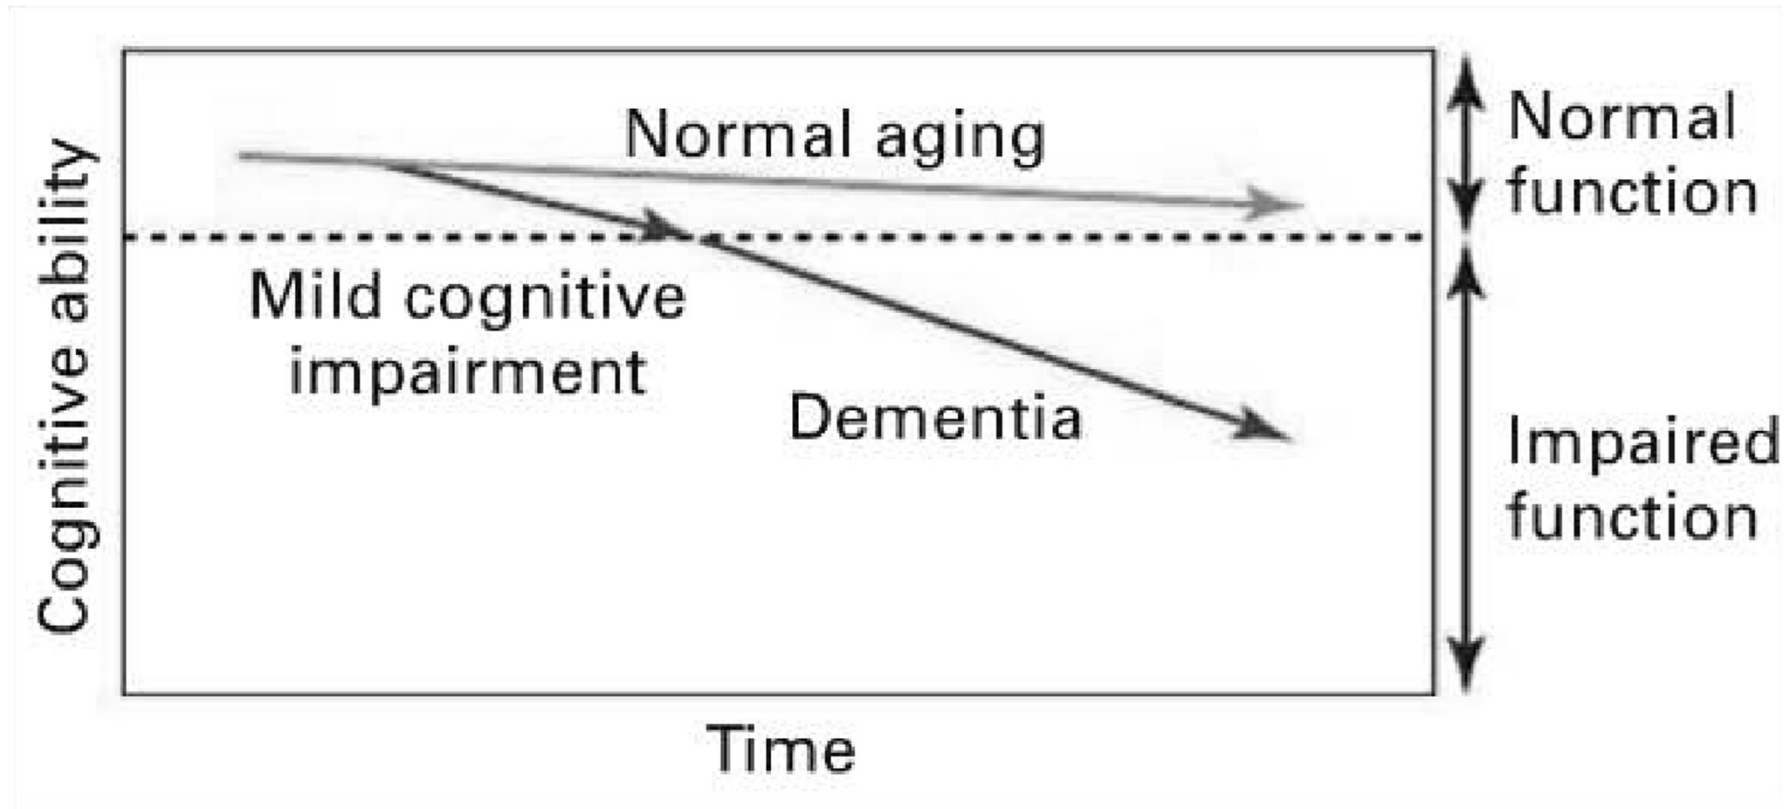 Normal aging
Normal
function
Cognitive ability
Mild cognitive
impairment
Dementia
Impaired
function
Time